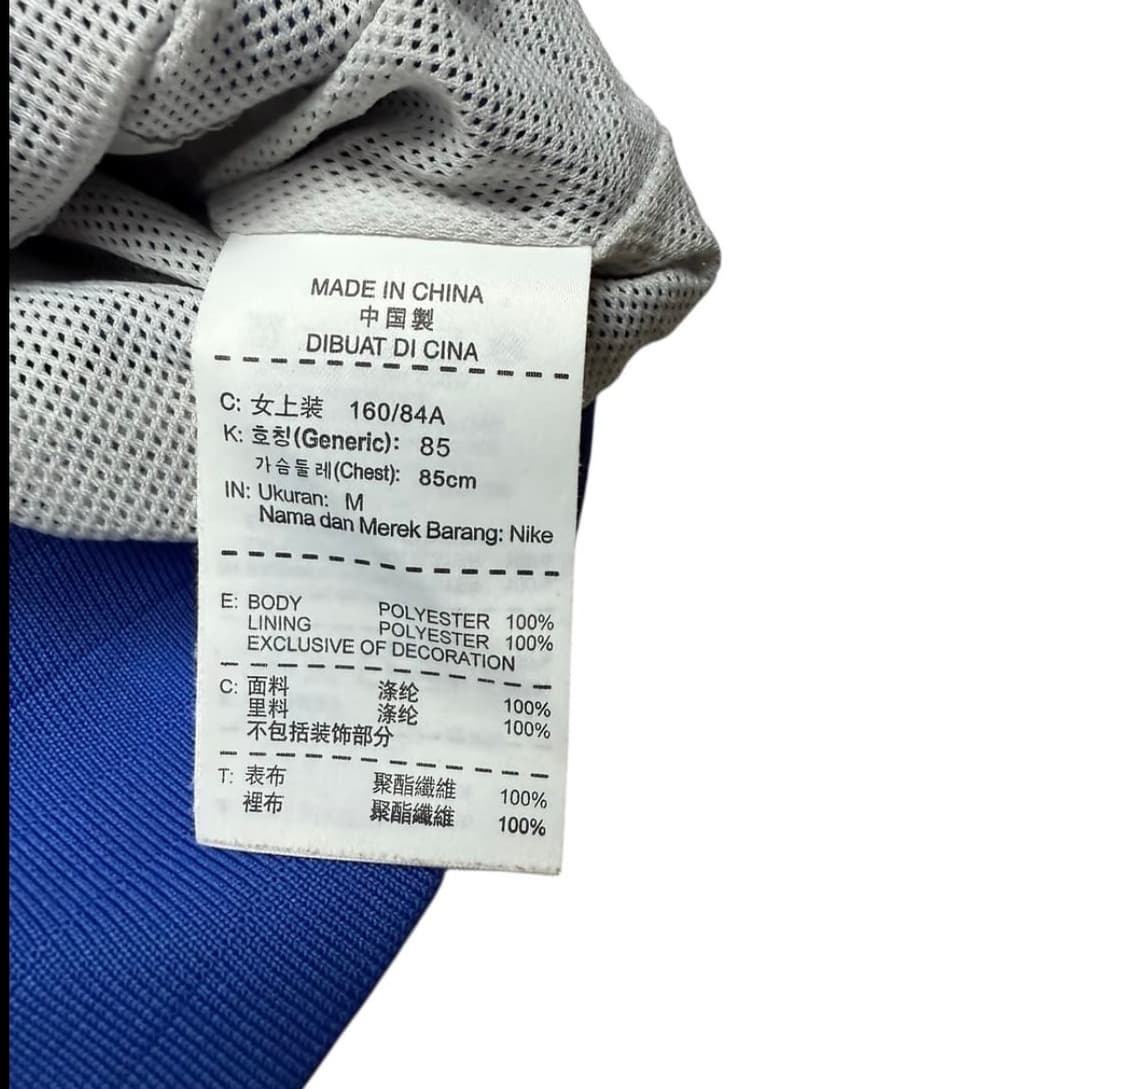 MADE IN CHINA
中国製
DIBUAT DI CINA
C: 女上装 160/84A
K: 호칭(Generic): 85
가슴둘레(Chest): 85cm
IN: Ukuran: M
Nama dan Merek Barang: Nike
E: BODY POLYESTER 100%
LINING POLYESTER 100%
EXCLUSIVE OF DECORATION
C: 面料 涤纶 100%
里料 涤纶 100%
不包括装饰部分
T: 表布 聚酯纖維 100%
裡布 聚酯纖維 100%